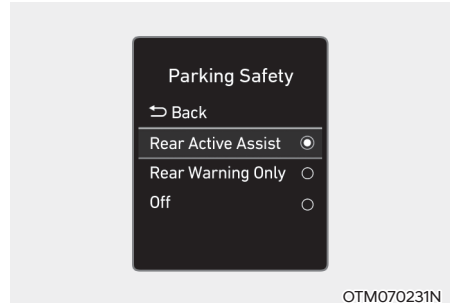 Parking Safety
⮌ Back
Rear Active Assist
Rear Warning Only
Off
OTM070231N